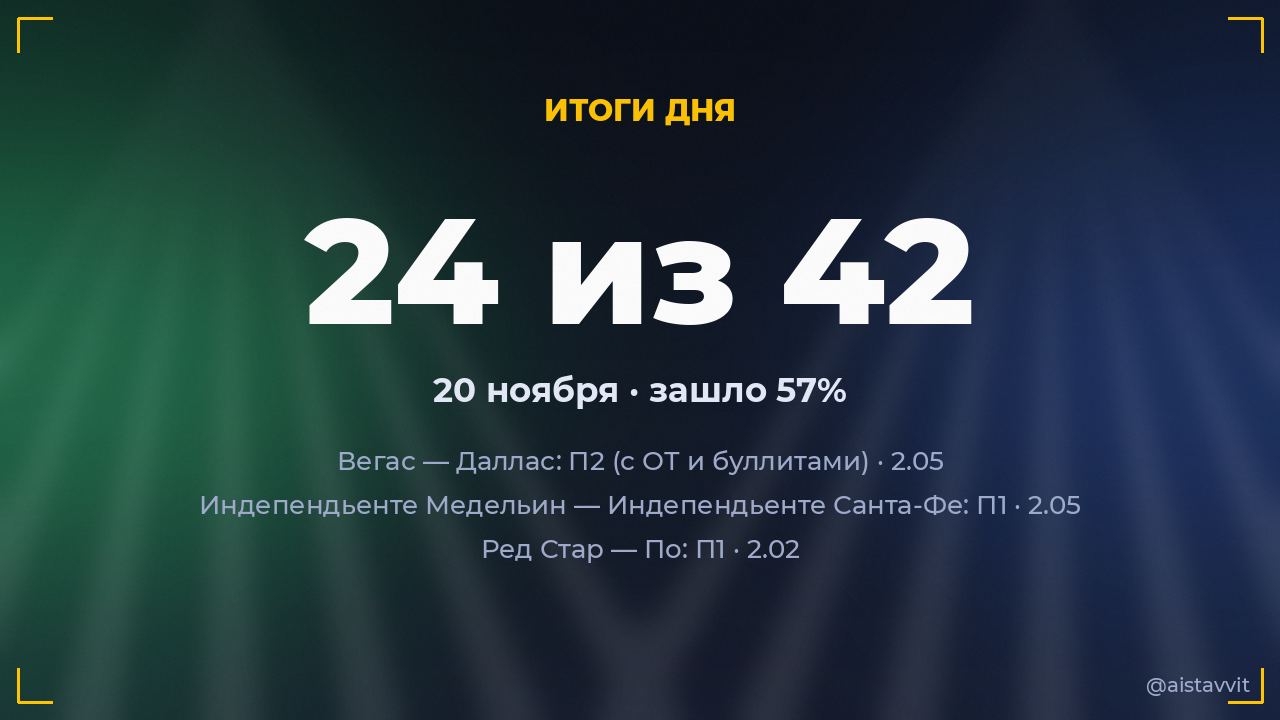 ИТОГИ ДНЯ
24 из 42
20 ноября · зашло 57%
Вегас — Даллас: П2 (с ОТ и буллитами) · 2.05
Индепендьенте Медельин — Индепендьенте Санта-Фе: П1 · 2.05
Ред Стар — По: П1 · 2.02
@aistavvit